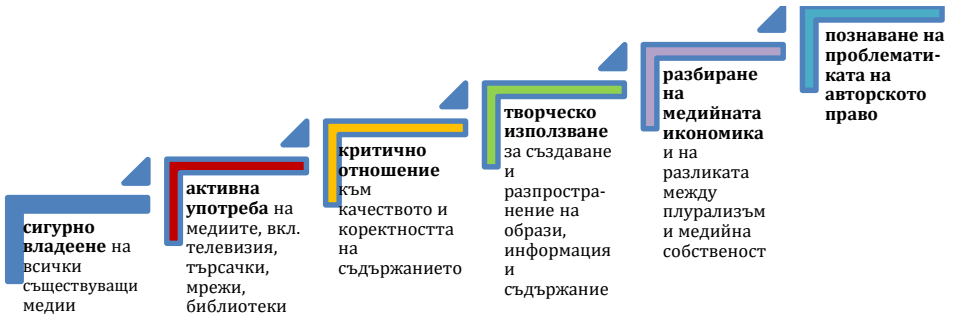 сигурно
владеене на
всички
съществуващи
медии
активна
употреба на
медиите, вкл.
телевизия,
търсачки,
мрежи,
библиотеки
критично
отношение
към
качеството и
коректността
на
съдържанието
творческо
използване
за създаване
и
разпростра-
нение на
образи,
информация
и
съдържание
разбиране
на
медийната
икономика
и на
разликата
между
плурализъм
и медийна
собственост
познаване на
проблемати-
ката на
авторското
право